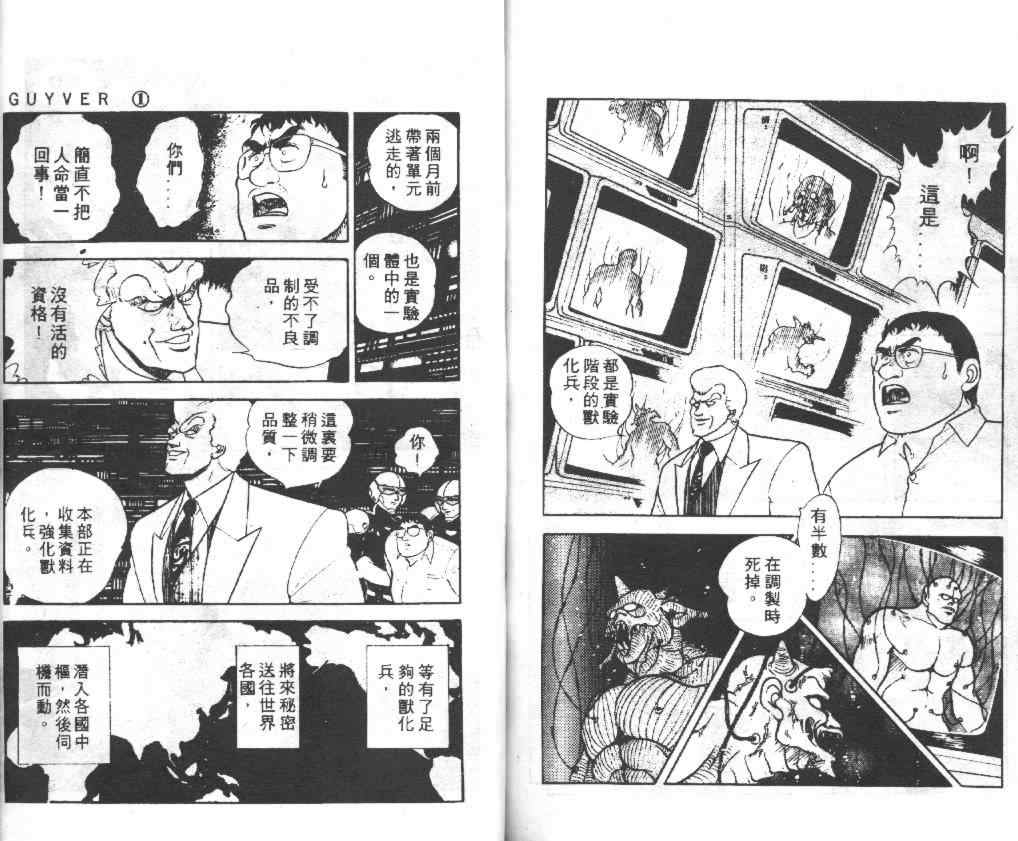 啊！
這是．．．．
都是實驗
階段的獸
化兵，
有半數．．．．
在調製時
死掉。
GUYVER ①
兩個月前
帶著單元
逃走的，
也是實驗
體中的一
個。
你們．．．．
簡直不把
人命當一
回事！
受不了調
制的不良
品，
沒有活的
資格！
你！
這裏要
稍微調
整一下
品質，
本部正在
收集資料
，強化獸
化兵。
等有了足
夠的獸化
兵，
將來秘密
送往世界
各國，
潛入各國中
樞，然後伺
機而動。